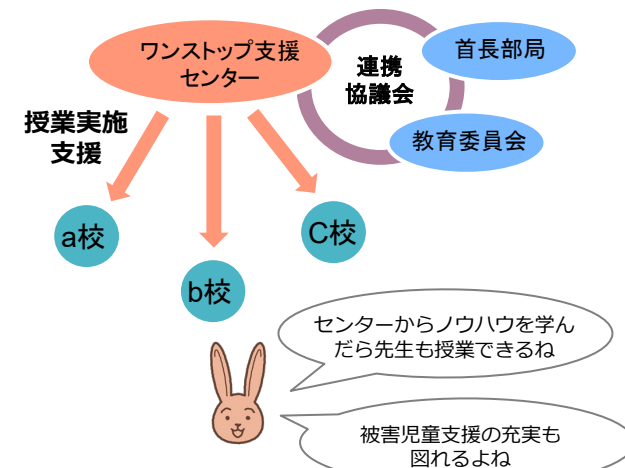 ワンストップ支援
センター
連携
協議会
首長部局
教育委員会
授業実施
支援
a校
b校
C校
センターからノウハウを学ん
だら先生も授業できるね
被害児童支援の充実も
図れるよね